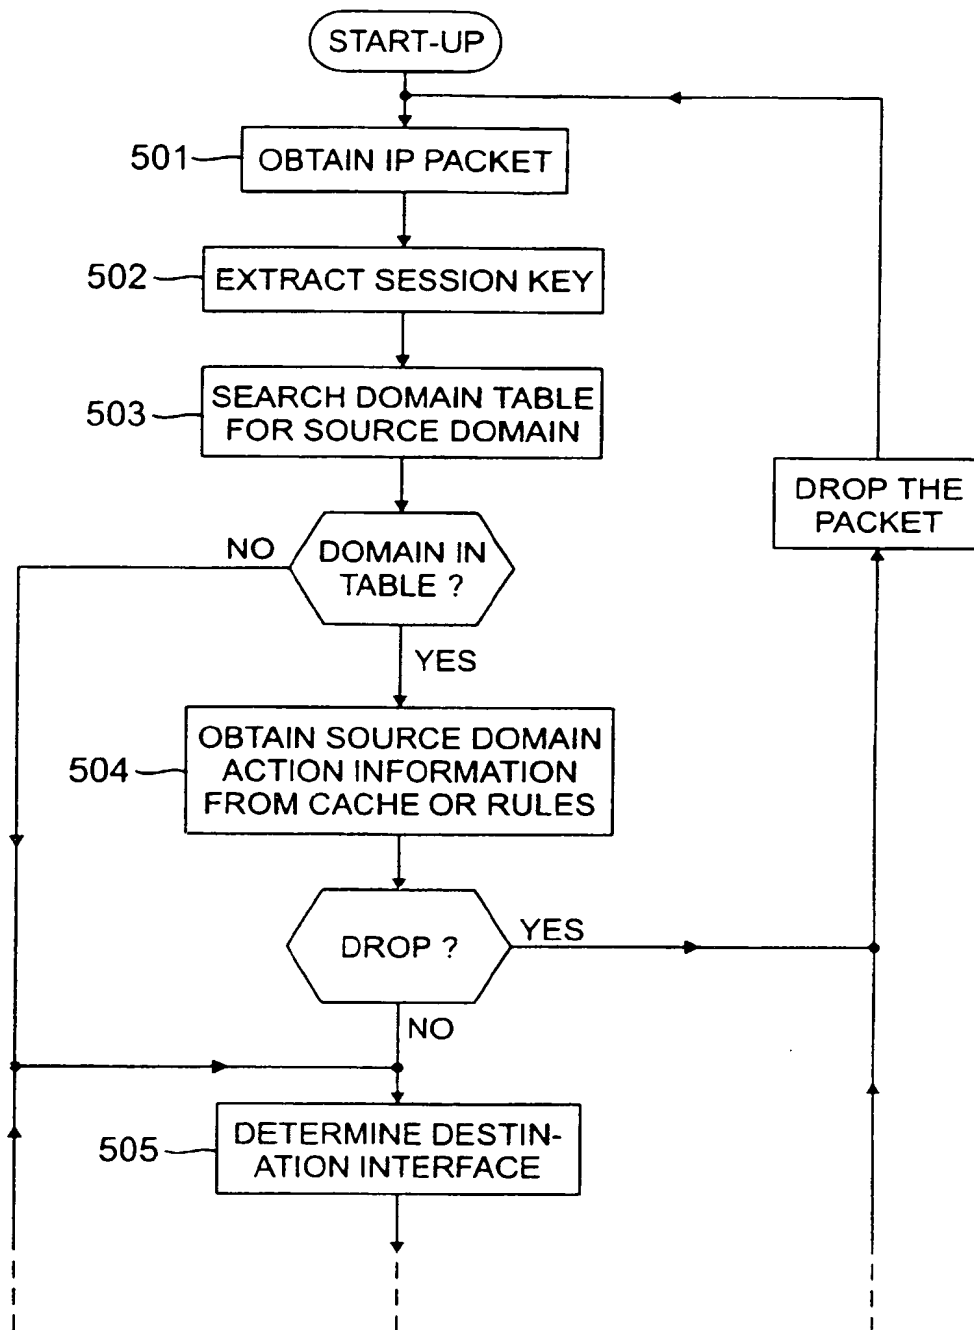 START-UP
501
OBTAIN IP PACKET
502
EXTRACT SESSION KEY
503
SEARCH DOMAIN TABLE
FOR SOURCE DOMAIN
DROP THE
PACKET
NO
DOMAIN IN
TABLE ?
YES
504
OBTAIN SOURCE DOMAIN
ACTION INFORMATION
FROM CACHE OR RULES
DROP ?
YES
NO
505
DETERMINE DESTIN-
ATION INTERFACE